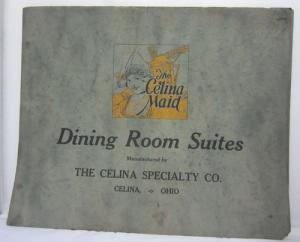 The
Celina
Maid
Dining Room Suites
Manufactured by
THE CELINA SPECIALTY CO.
CELINA, OHIO